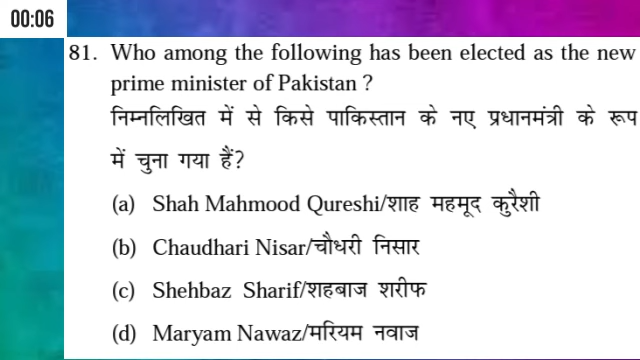 00:06
81. Who among the following has been elected as the new
prime minister of Pakistan ?
निम्नलिखित में से किसे पाकिस्तान के नए प्रधानमंत्री के रूप
में चुना गया हैं?
(a) Shah Mahmood Qureshi/शाह महमूद कुरैशी
(b) Chaudhari Nisar/चौधरी निसार
(c) Shehbaz Sharif/शहबाज शरीफ
(d) Maryam Nawaz/मरियम नवाज